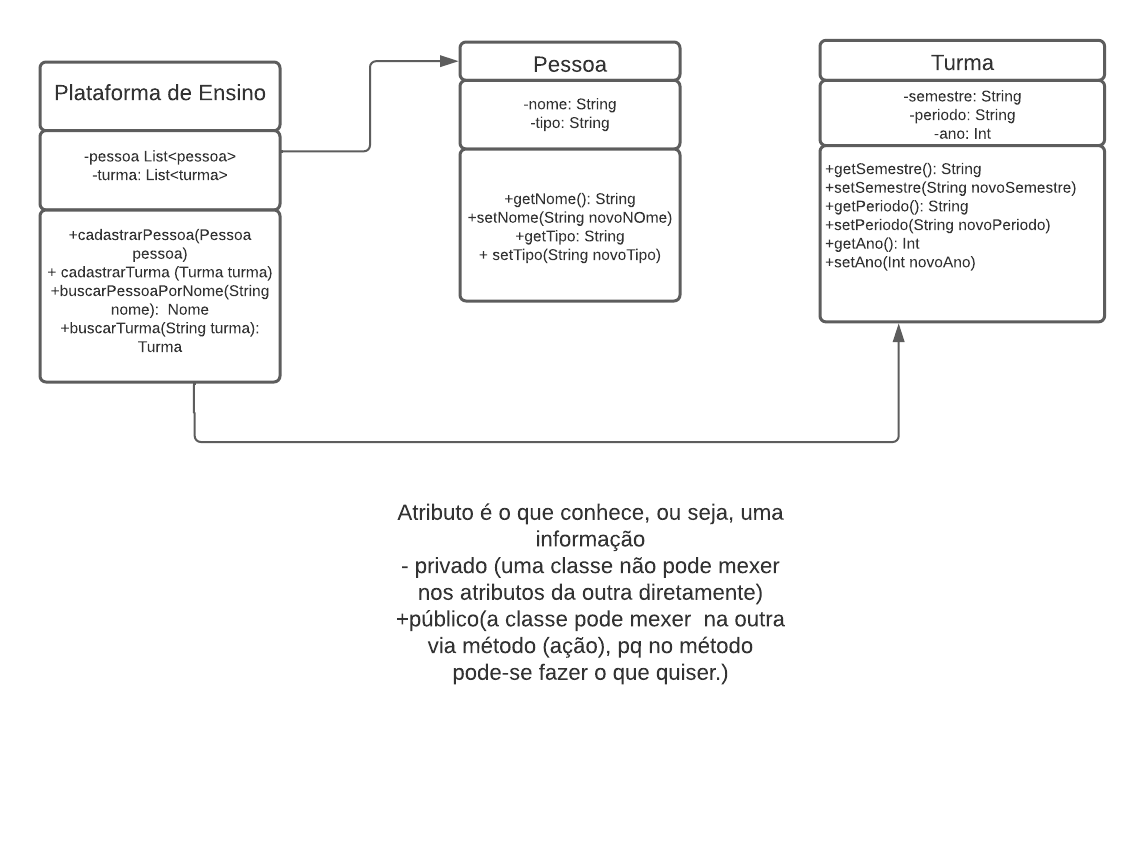 Plataforma de Ensino
-pessoa List<pessoa>
-turma: List<turma>
+cadastrarPessoa(Pessoa
pessoa)
+ cadastrarTurma (Turma turma)
+buscarPessoaPorNome(String
nome):  Nome
+buscarTurma(String turma):
Turma
Pessoa
-nome: String
-tipo: String
+getNome(): String
+setNome(String novoNOme)
+getTipo: String
+ setTipo(String novoTipo)
Turma
-semestre: String
-periodo: String
-ano: Int
+getSemestre(): String
+setSemestre(String novoSemestre)
+getPeriodo(): String
+setPeriodo(String novoPeriodo)
+getAno(): Int
+setAno(Int novoAno)
Atributo é o que conhece, ou seja, uma
informação
- privado (uma classe não pode mexer
nos atributos da outra diretamente)
+público(a classe pode mexer  na outra
via método (ação), pq no método
pode-se fazer o que quiser.)